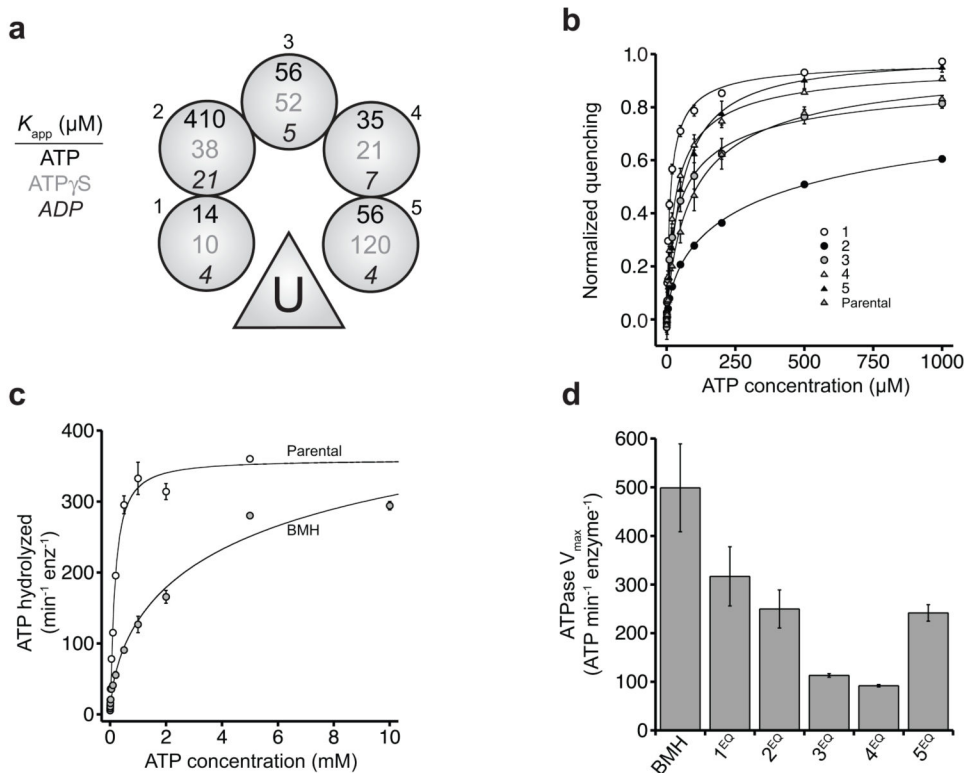 a
K_app (μM)
ATP
ATPγS
ADP
1
14
10
4
2
410
38
21
3
56
52
5
4
35
21
7
5
56
120
4
U
b
Normalized quenching
1.0
0.8
0.6
0.4
0.2
0.0
0
250
500
750
1000
ATP concentration (μM)
1
2
3
4
5
Parental
c
ATP hydrolyzed
(min⁻¹ enz⁻¹)
400
300
200
100
0
Parental
BMH
0
2
4
6
8
10
ATP concentration (mM)
d
ATPase V_max
(ATP min⁻¹ enzyme⁻¹)
600
500
400
300
200
100
0
BMH
1^EQ
2^EQ
3^EQ
4^EQ
5^EQ